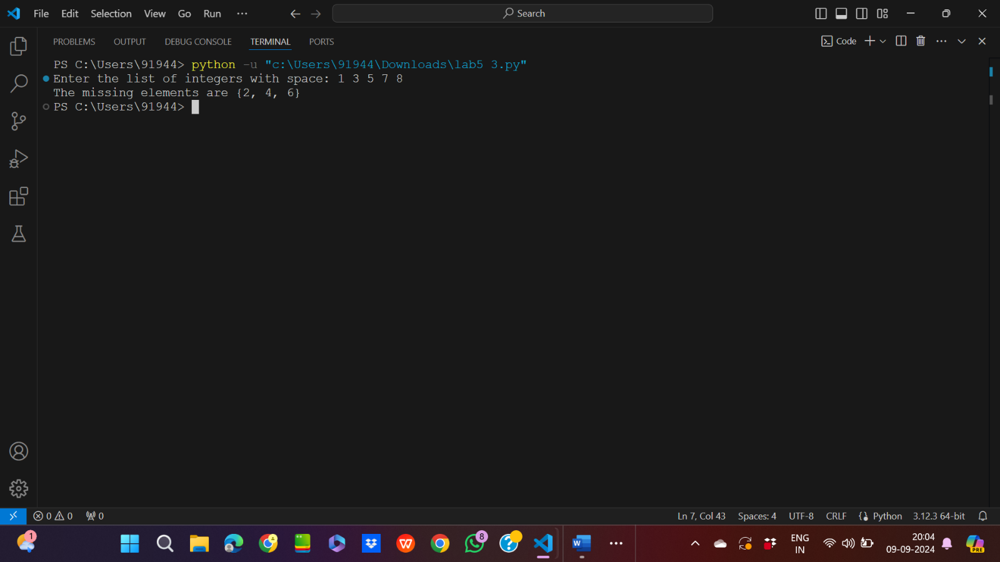 File Edit Selection View Go Run ···
Search
PROBLEMS OUTPUT DEBUG CONSOLE TERMINAL PORTS
Code
PS C:\Users\91944> python -u "c:\Users\91944\Downloads\lab5 3.py"
Enter the list of integers with space: 1 3 5 7 8
The missing elements are {2, 4, 6}
PS C:\Users\91944>
0 0 0
Ln 7, Col 43 Spaces: 4 UTF-8 CRLF Python 3.12.3 64-bit
1
W
8
?
W
ENG
IN
20:04
09-09-2024
PRE